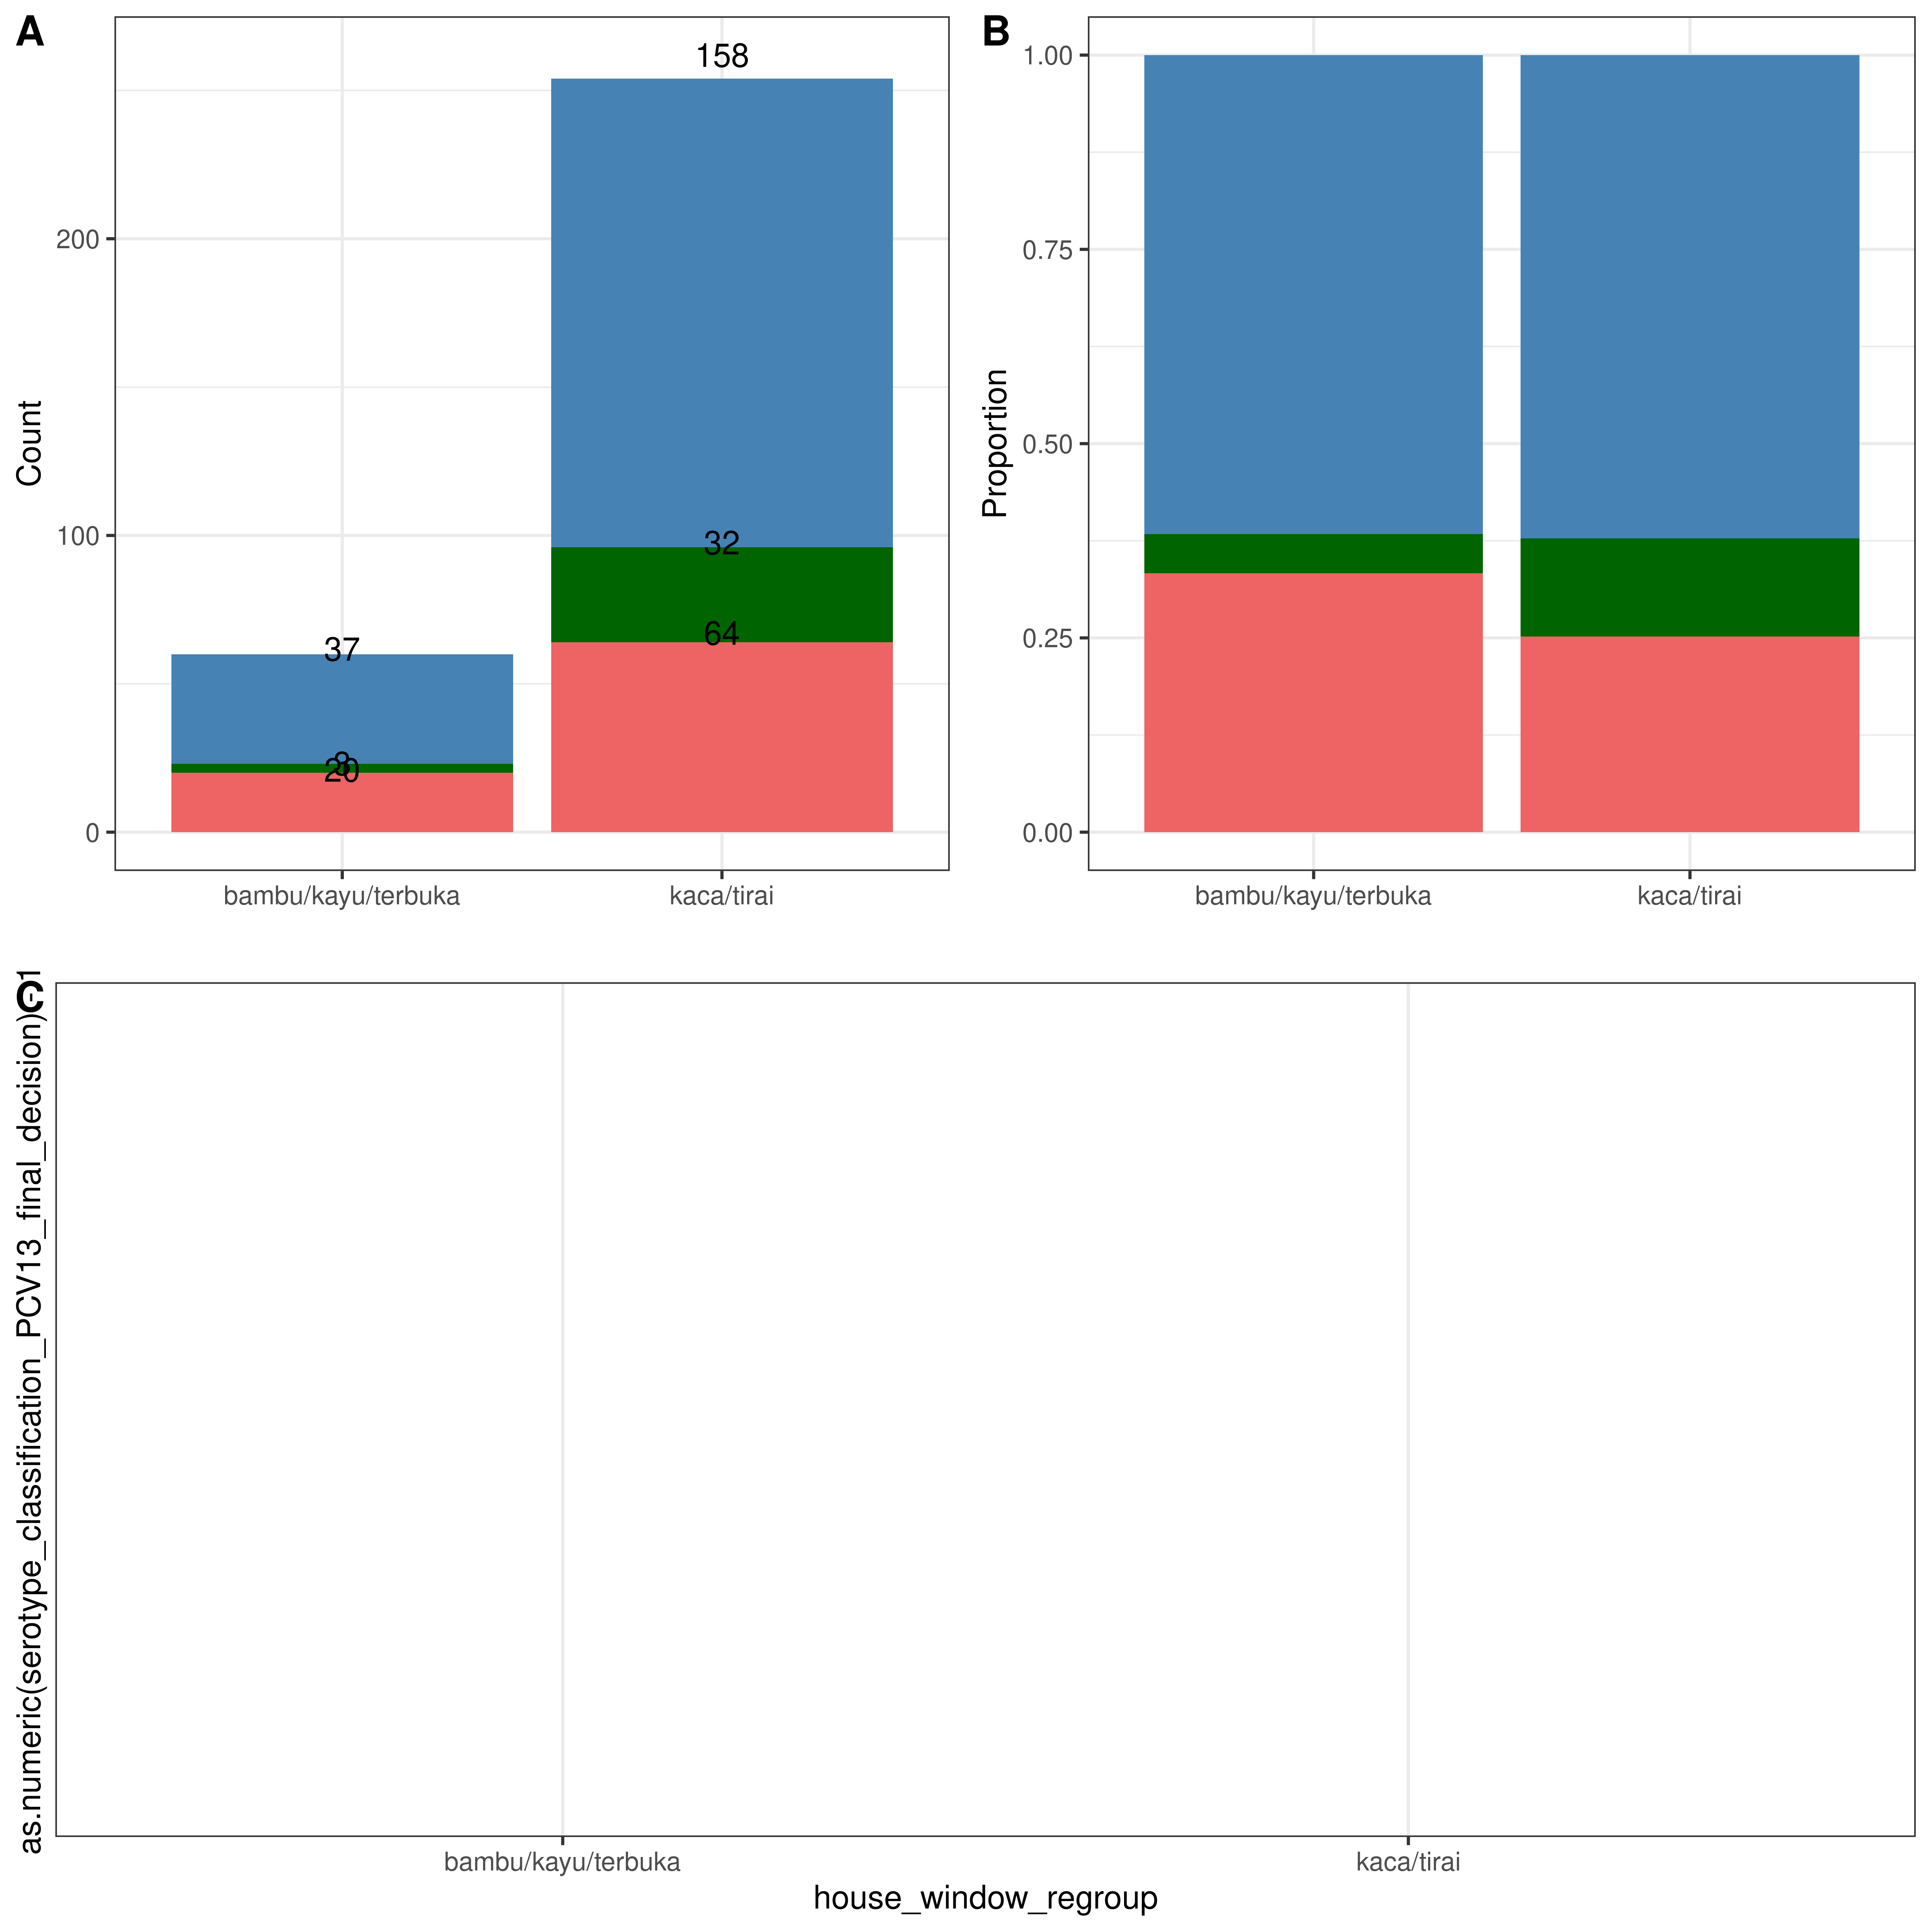 A
Count
200
100
0
158
32
64
37
3
20
bambu/kayu/terbuka
kaca/tirai
B
Proportion
1.00
0.75
0.50
0.25
0.00
bambu/kayu/terbuka
kaca/tirai
C
as.numeric(serotype_classification_PCV13_final_decision) - 1
bambu/kayu/terbuka
kaca/tirai
house_window_regroup